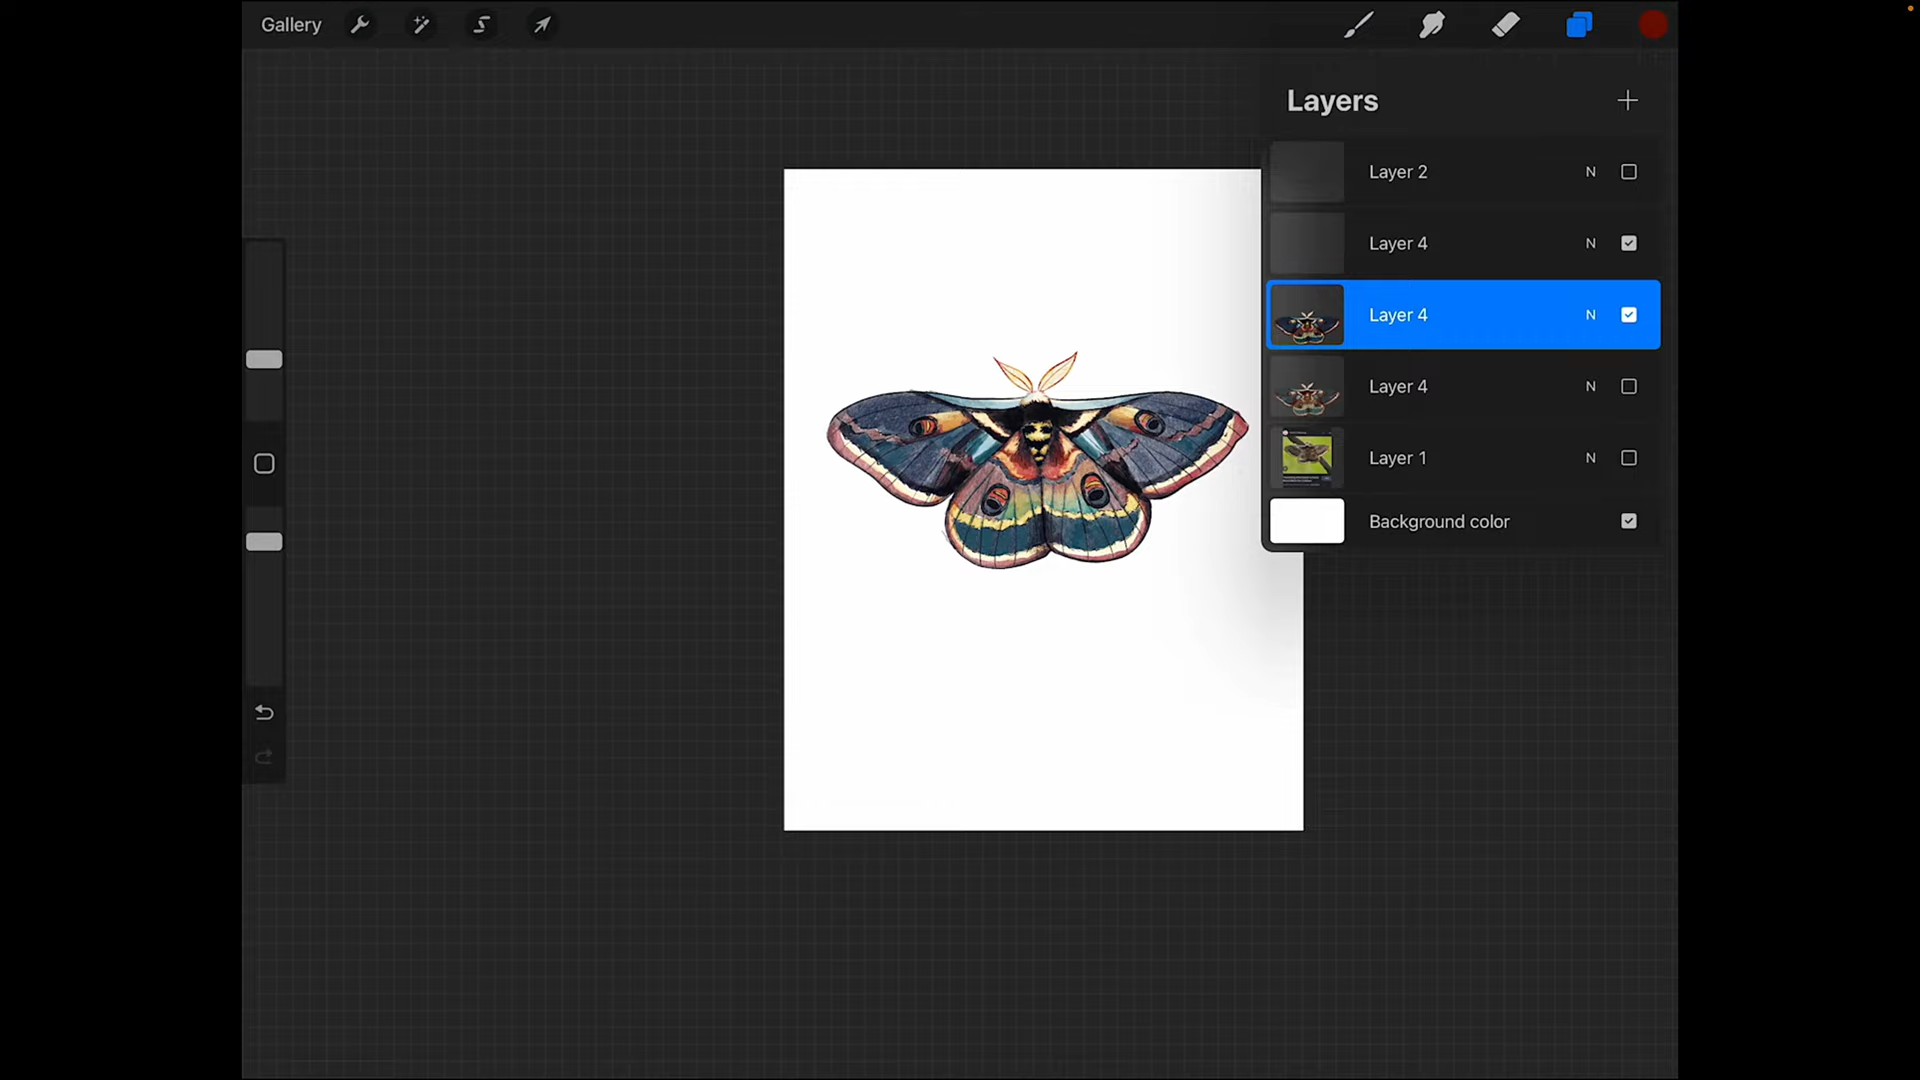 Gallery
Layers
Layer 2 N
Layer 4 N
Layer 4 N
Layer 4 N
Layer 1 N
Background color